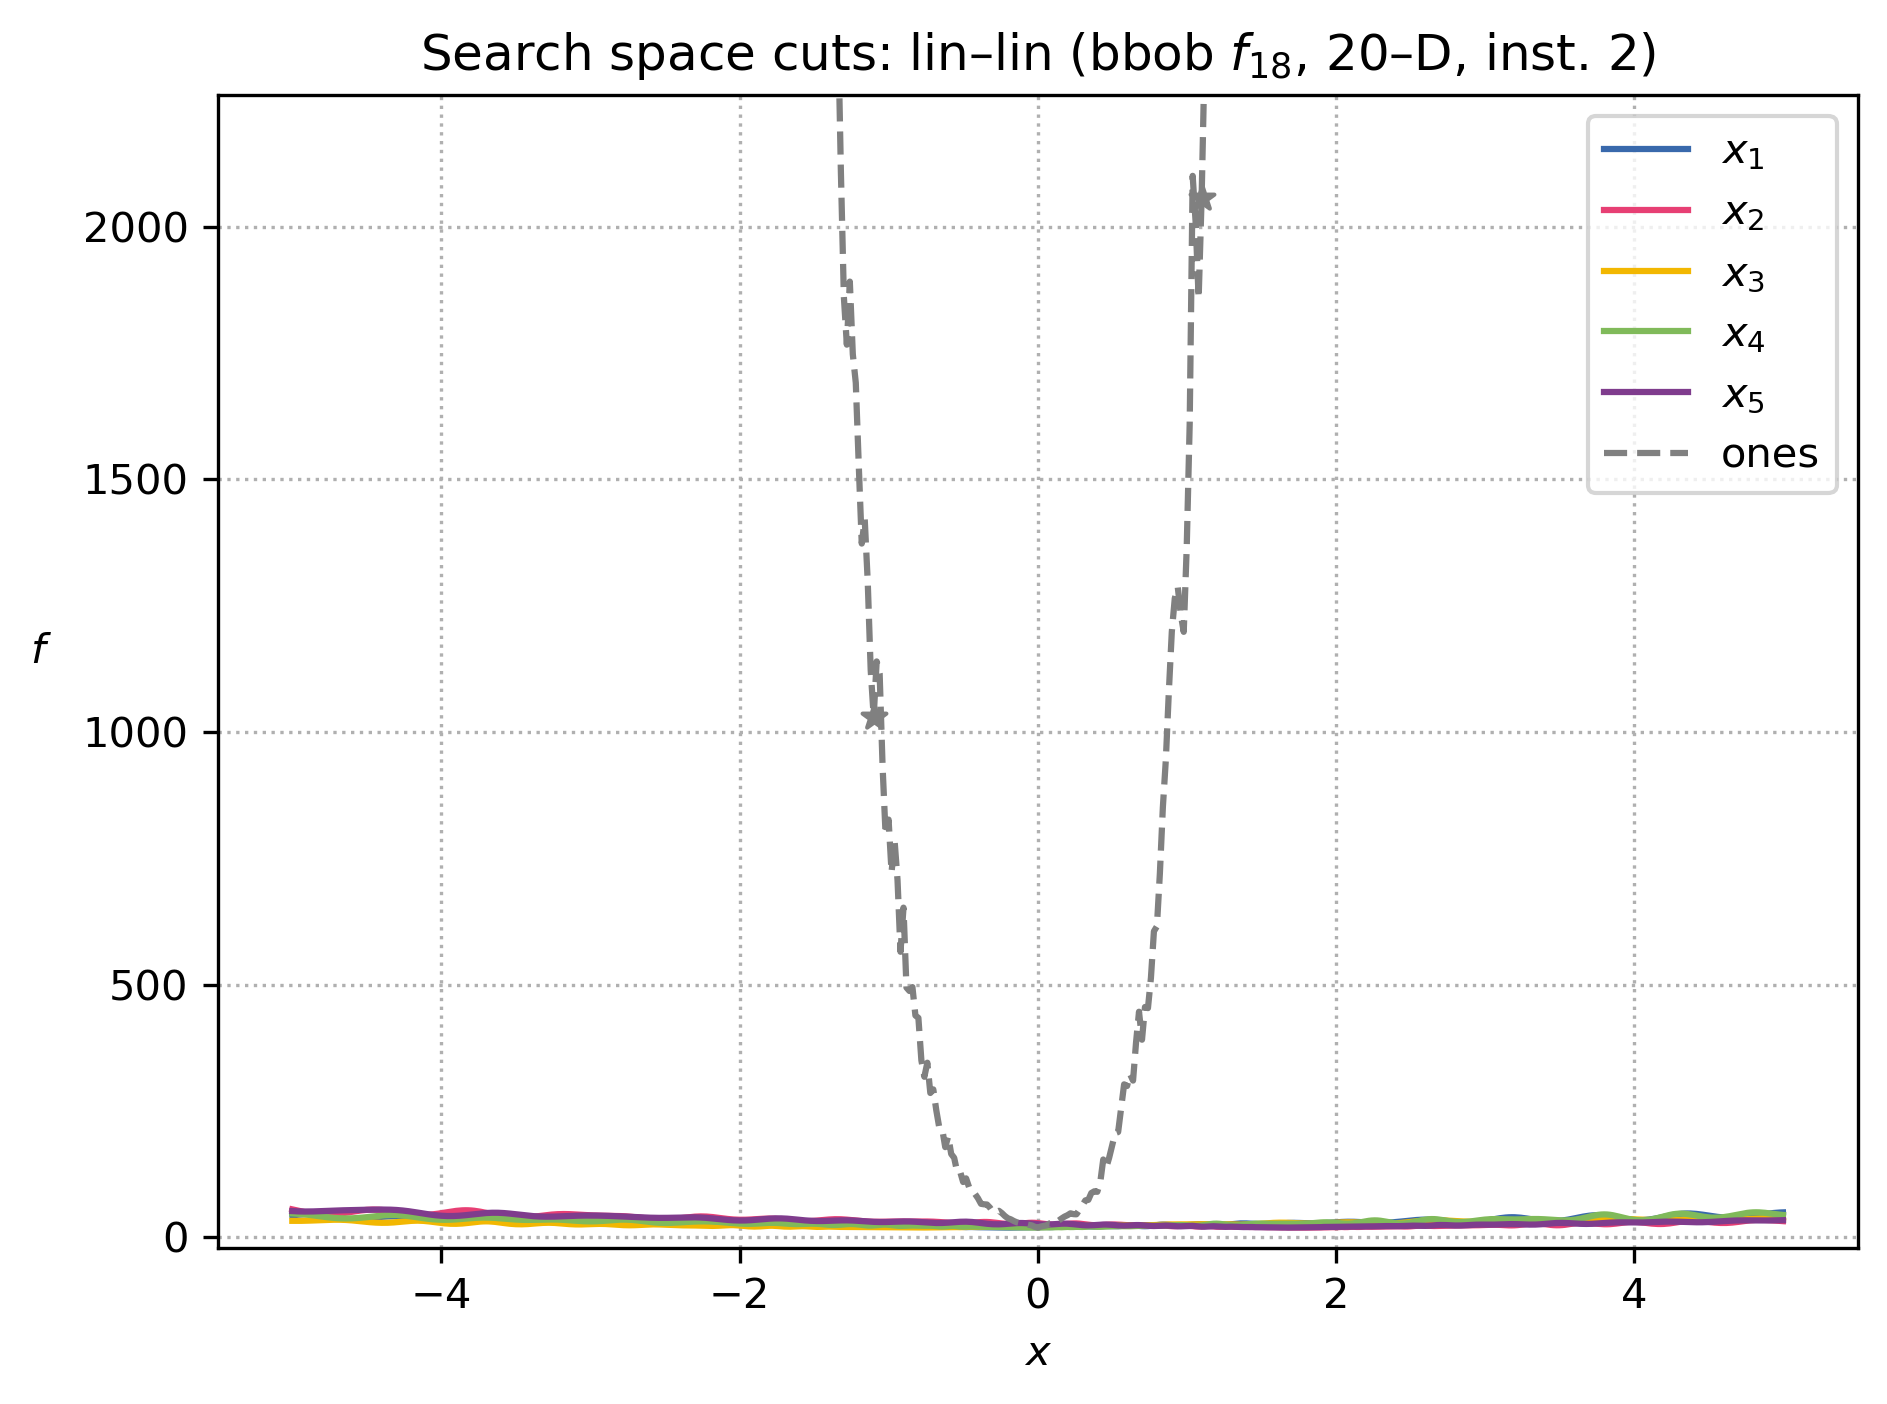 Search space cuts: lin–lin (bbob f₁₈, 20–D, inst. 2)
x₁
x₂
x₃
x₄
x₅
ones
f
2000
1500
1000
500
0
−4 −2 0 2 4
x